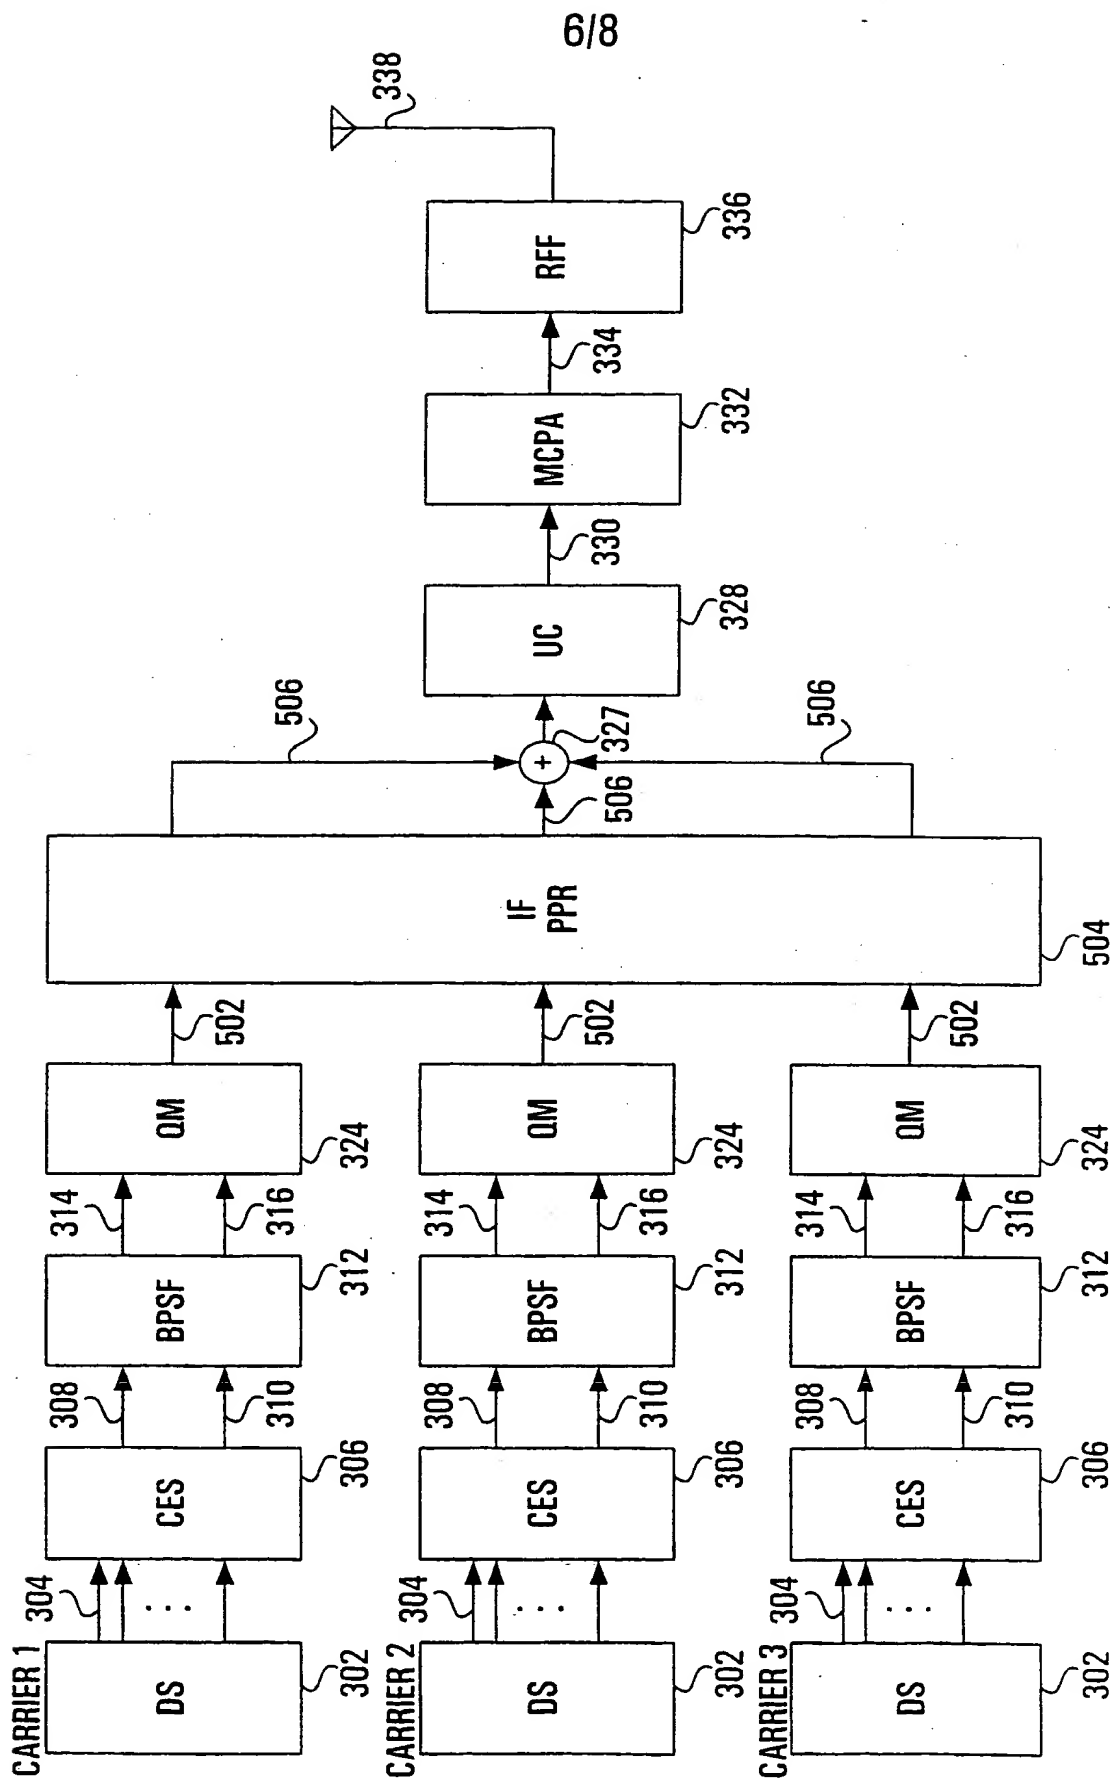 6/8
CARRIER 1
DS
302
304
CES
306
308
310
BPSF
312
314
316
QM
324
502
CARRIER 2
DS
302
304
CES
306
308
310
BPSF
312
314
316
QM
324
502
CARRIER 3
DS
302
304
CES
306
308
310
BPSF
312
314
316
QM
324
502
IF
PPR
504
506
506
506
+
327
UC
328
330
MCPA
332
334
RFF
336
338